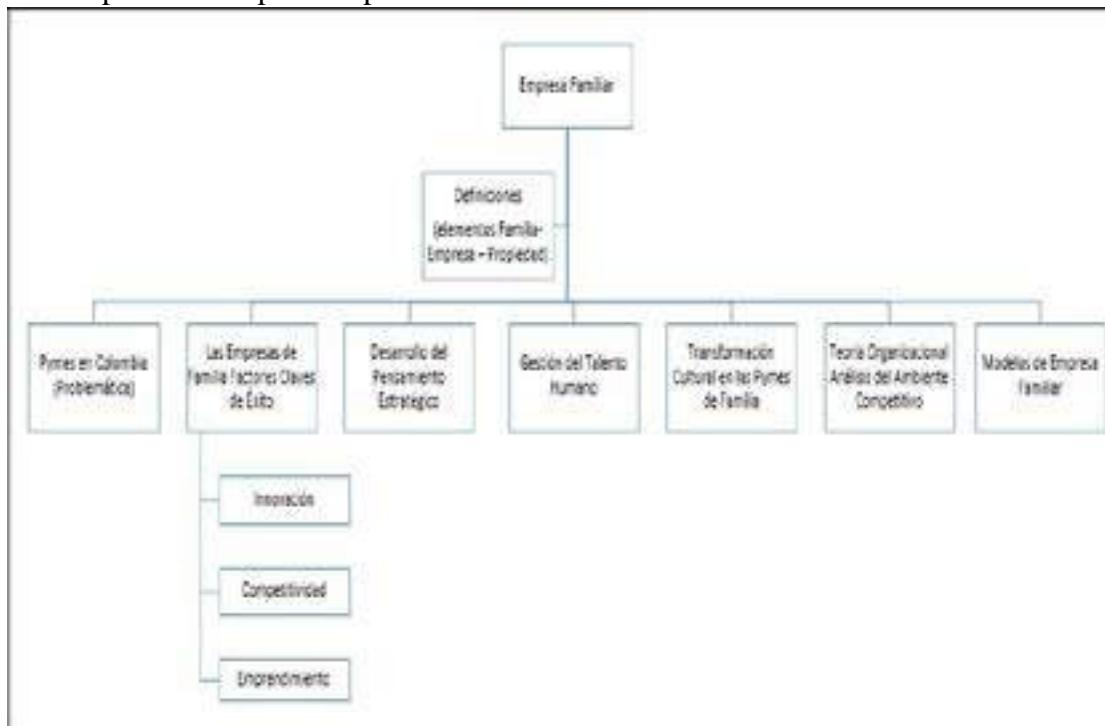 Empresa Familiar
Definiciones
(elementos Familia-
Empresa – Propiedad)
Pymes en Colombia
(Problemática)
Las Empresas de
Familia Factores Claves
de Éxito
Desarrollo del
Pensamiento
Estratégico
Gestión del Talento
Humano
Transformación
Cultural en las Pymes
de Familia
Teoría Organizacional
Análisis del Ambiente
Competitivo
Modelos de Empresa
Familiar
Innovación
Competitividad
Emprendimiento